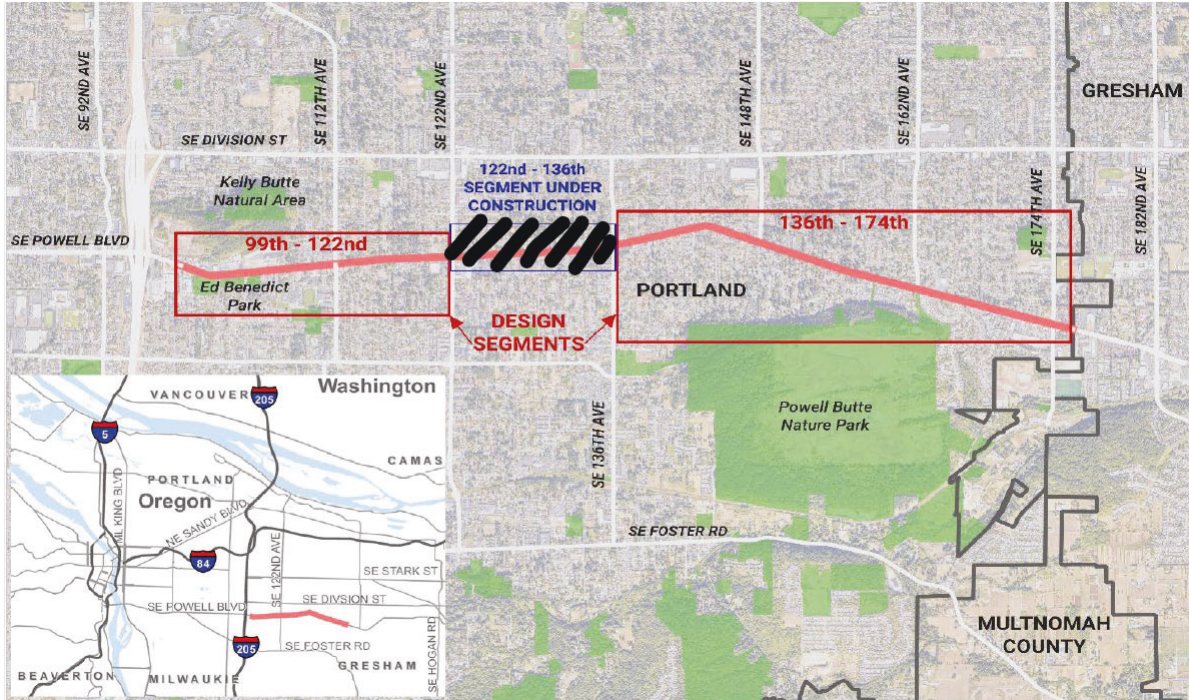 SE 92ND AVE
SE 112TH AVE
SE 122ND AVE
SE 148TH AVE
SE 162ND AVE
GRESHAM
SE DIVISION ST
122nd - 136th
SEGMENT UNDER
CONSTRUCTION
Kelly Butte
Natural Area
SE 174TH AVE
SE 182ND AVE
SE POWELL BLVD
99th - 122nd
136th - 174th
Ed Benedict
Park
PORTLAND
DESIGN
SEGMENTS
SE 136TH AVE
Powell Butte
Nature Park
SE FOSTER RD
MULTNOMAH
COUNTY
Washington
VANCOUVER
205
5
CAMAS
PORTLAND
Oregon
ML KING BLVD
NE SANDY BLVD
84
SE 122ND AVE
SE STARK ST
SE POWELL BLVD
SE DIVSION ST
SE FOSTER RD
205
GRESHAM
SE HOGAN RD
BEAVERTON
MILWAUKIE